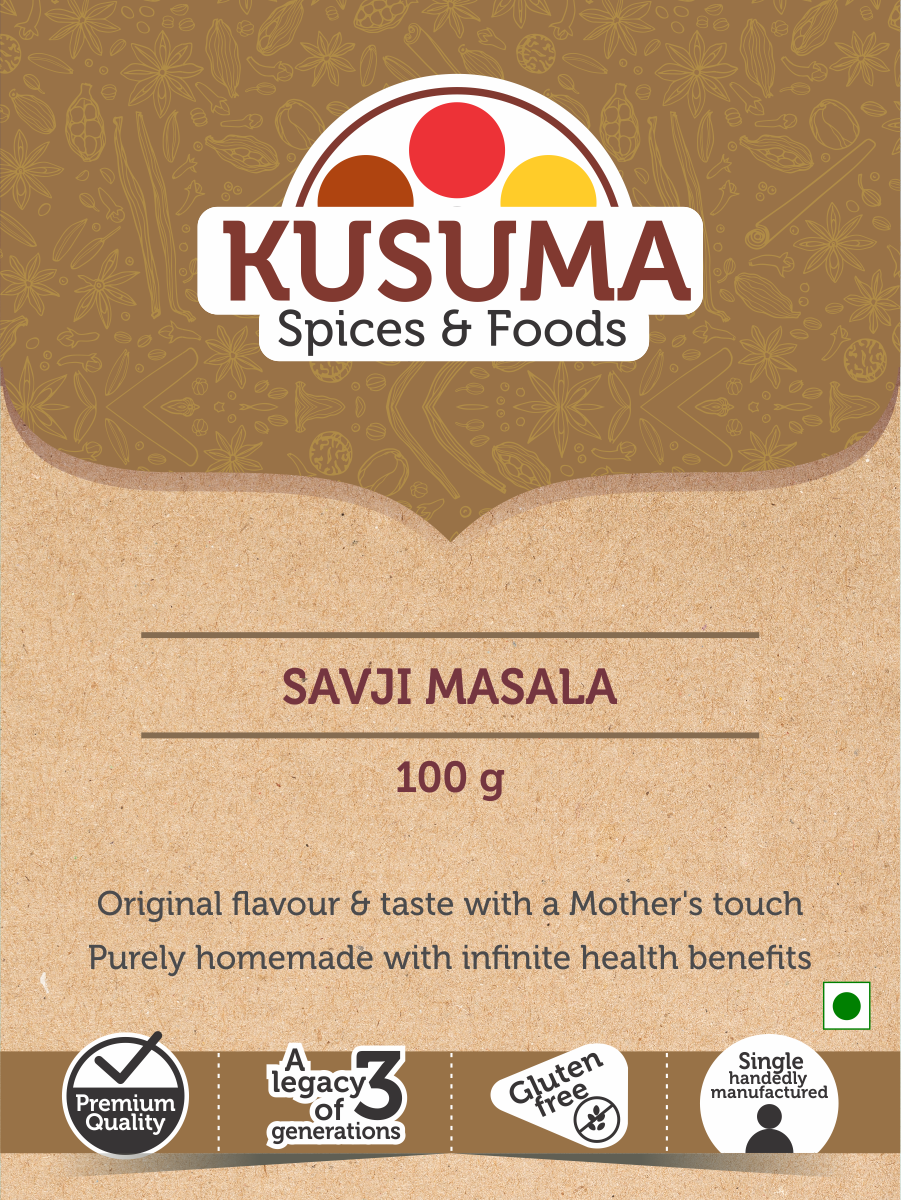 KUSUMA
Spices & Foods
SAVJI MASALA
100 g
Original flavour & taste with a Mother's touch
Purely homemade with infinite health benefits
Premium
Quality
A
legacy 3
of
generations
Gluten
free
Single
handedly
manufactured